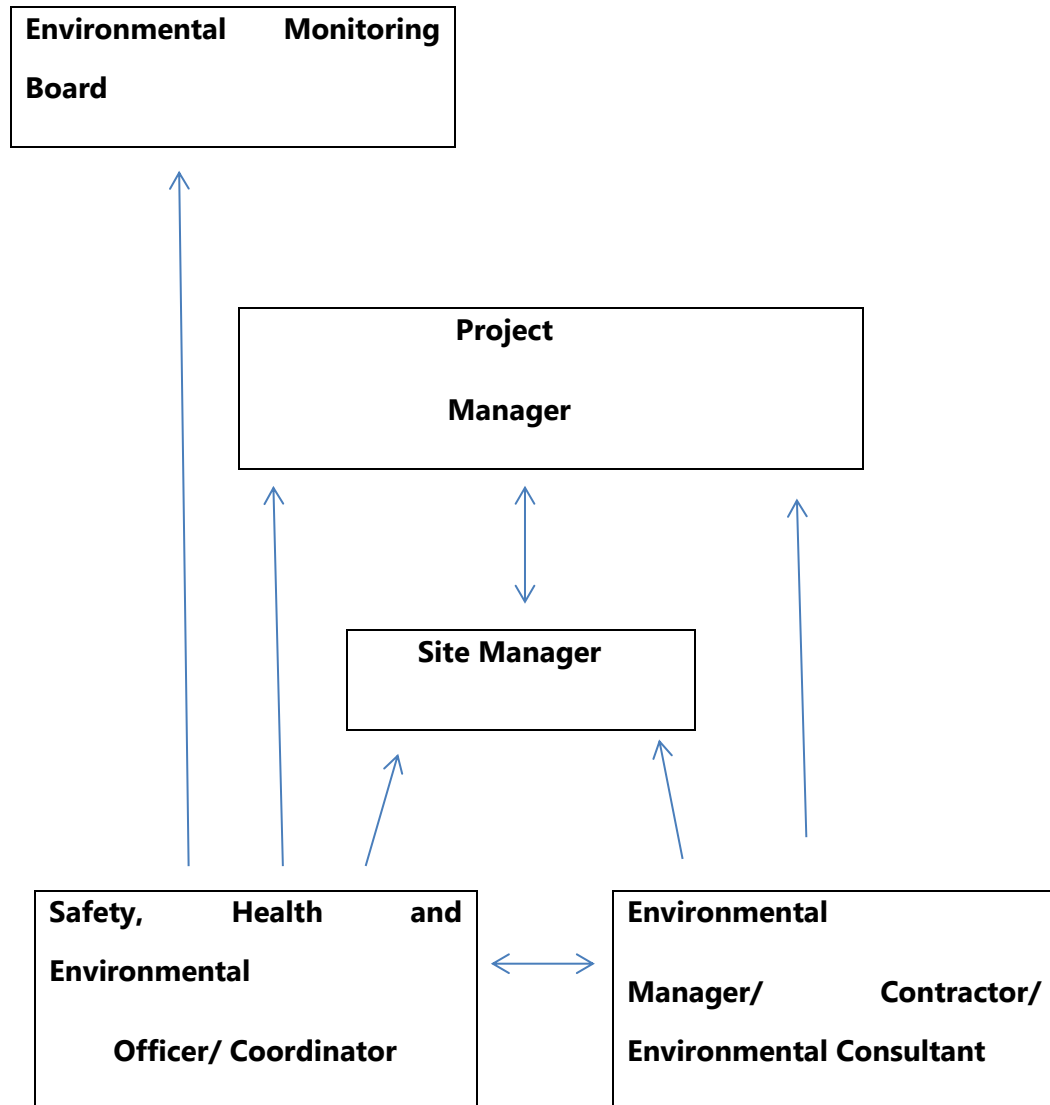 Environmental Monitoring
Board
Project
Manager
Site Manager
Safety, Health and
Environmental
Officer/ Coordinator
Environmental
Manager/ Contractor/
Environmental Consultant